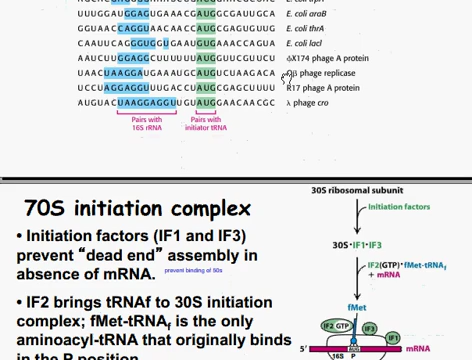 UUUGGAUGGAGUGAAACGAUGGCGAUUGCA E. coli araB
GGUAACCAGGUAACAACCAUGCGAGUGUUG E. coli thrA
CAAUUCAGGGUGGUGAAUGUGAAACCAGUA E. coli lacI
AAUCUUGGAGGCUUUUUUAUGGUUCGUUCU ϕX174 phage A protein
UAACUAAGGAUGAAAUGCAUGUCUAAGACA Qβ phage replicase
UCCUAGGAGGUUUGACCUAUGCGAGCUUUU R17 phage A protein
AUGUACUAAGGAGGUUGUAUGGAACAACGC λ phage cro
Pairs with 16S rRNA
Pairs with initiator tRNA
70S initiation complex
• Initiation factors (IF1 and IF3)
prevent “dead end” assembly in
absence of mRNA.
prevent binding of 50s
• IF2 brings tRNAf to 30S initiation
complex; fMet-tRNAf is the only
aminoacyl-tRNA that originally binds
in the P position
30S ribosomal subunit
Initiation factors
30S•IF1•IF3
IF2(GTP)•fMet-tRNAf
+ mRNA
fMet
IF2 GTP IF3
IF1
5′ mRNA
16S P